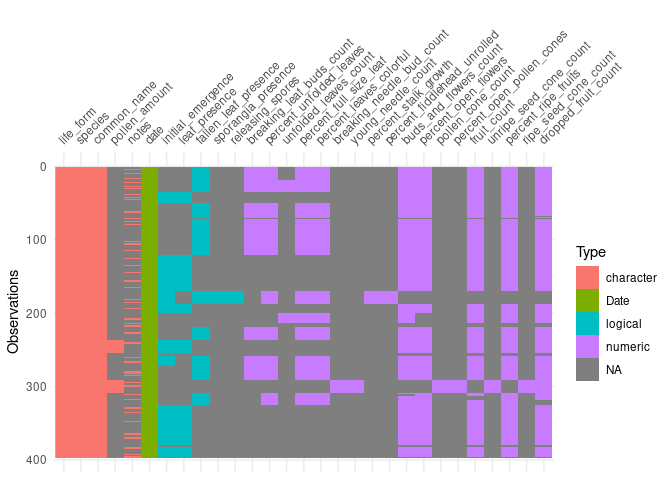 life_form
species
common_name
pollen_amount
notes
date
initial_emergence
leaf_presence
fallen_leaf_presence
sporangia_presence
releasing_spores
breaking_leaf_buds_count
percent_unfolded_leaves
unfolded_leaves_count
percent_full_size_leaf
percent_leaves_colorful
breaking_needle_bud_count
young_needle_count
percent_stalk_growth
percent_fiddlehead_unrolled
buds_and_flowers_count
percent_open_flowers
pollen_cone_count
percent_open_pollen_cones
fruit_count
unripe_seed_cone_count
percent_ripe_fruits
ripe_seed_cone_count
dropped_fruit_count
0
100
200
300
400
Observations
Type
character
Date
logical
numeric
NA